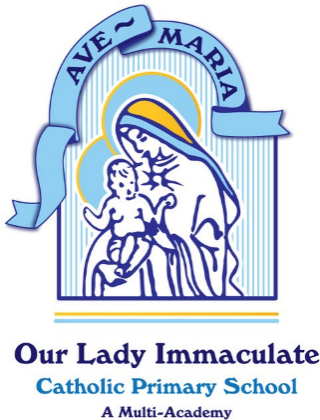 AVE ~ MARIA
Our Lady Immaculate
Catholic Primary School
A Multi-Academy